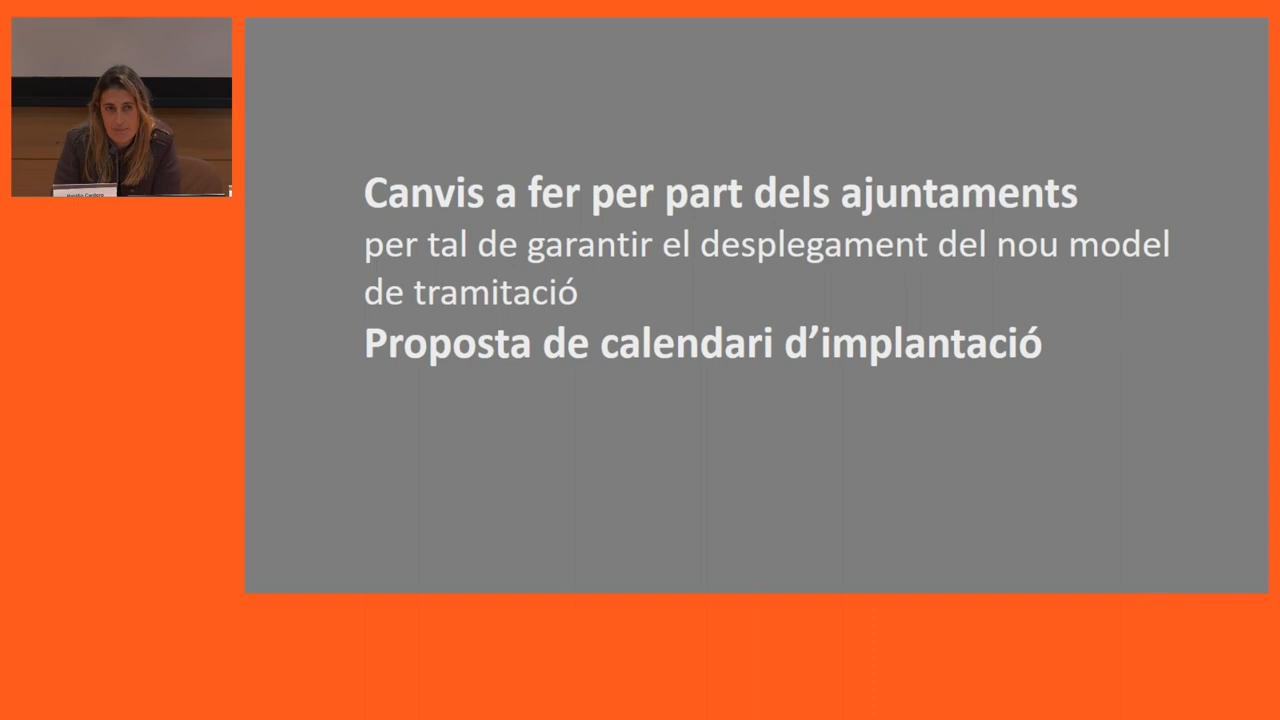 Canvis a fer per part dels ajuntaments
per tal de garantir el desplegament del nou model
de tramitació
Proposta de calendari d’implantació